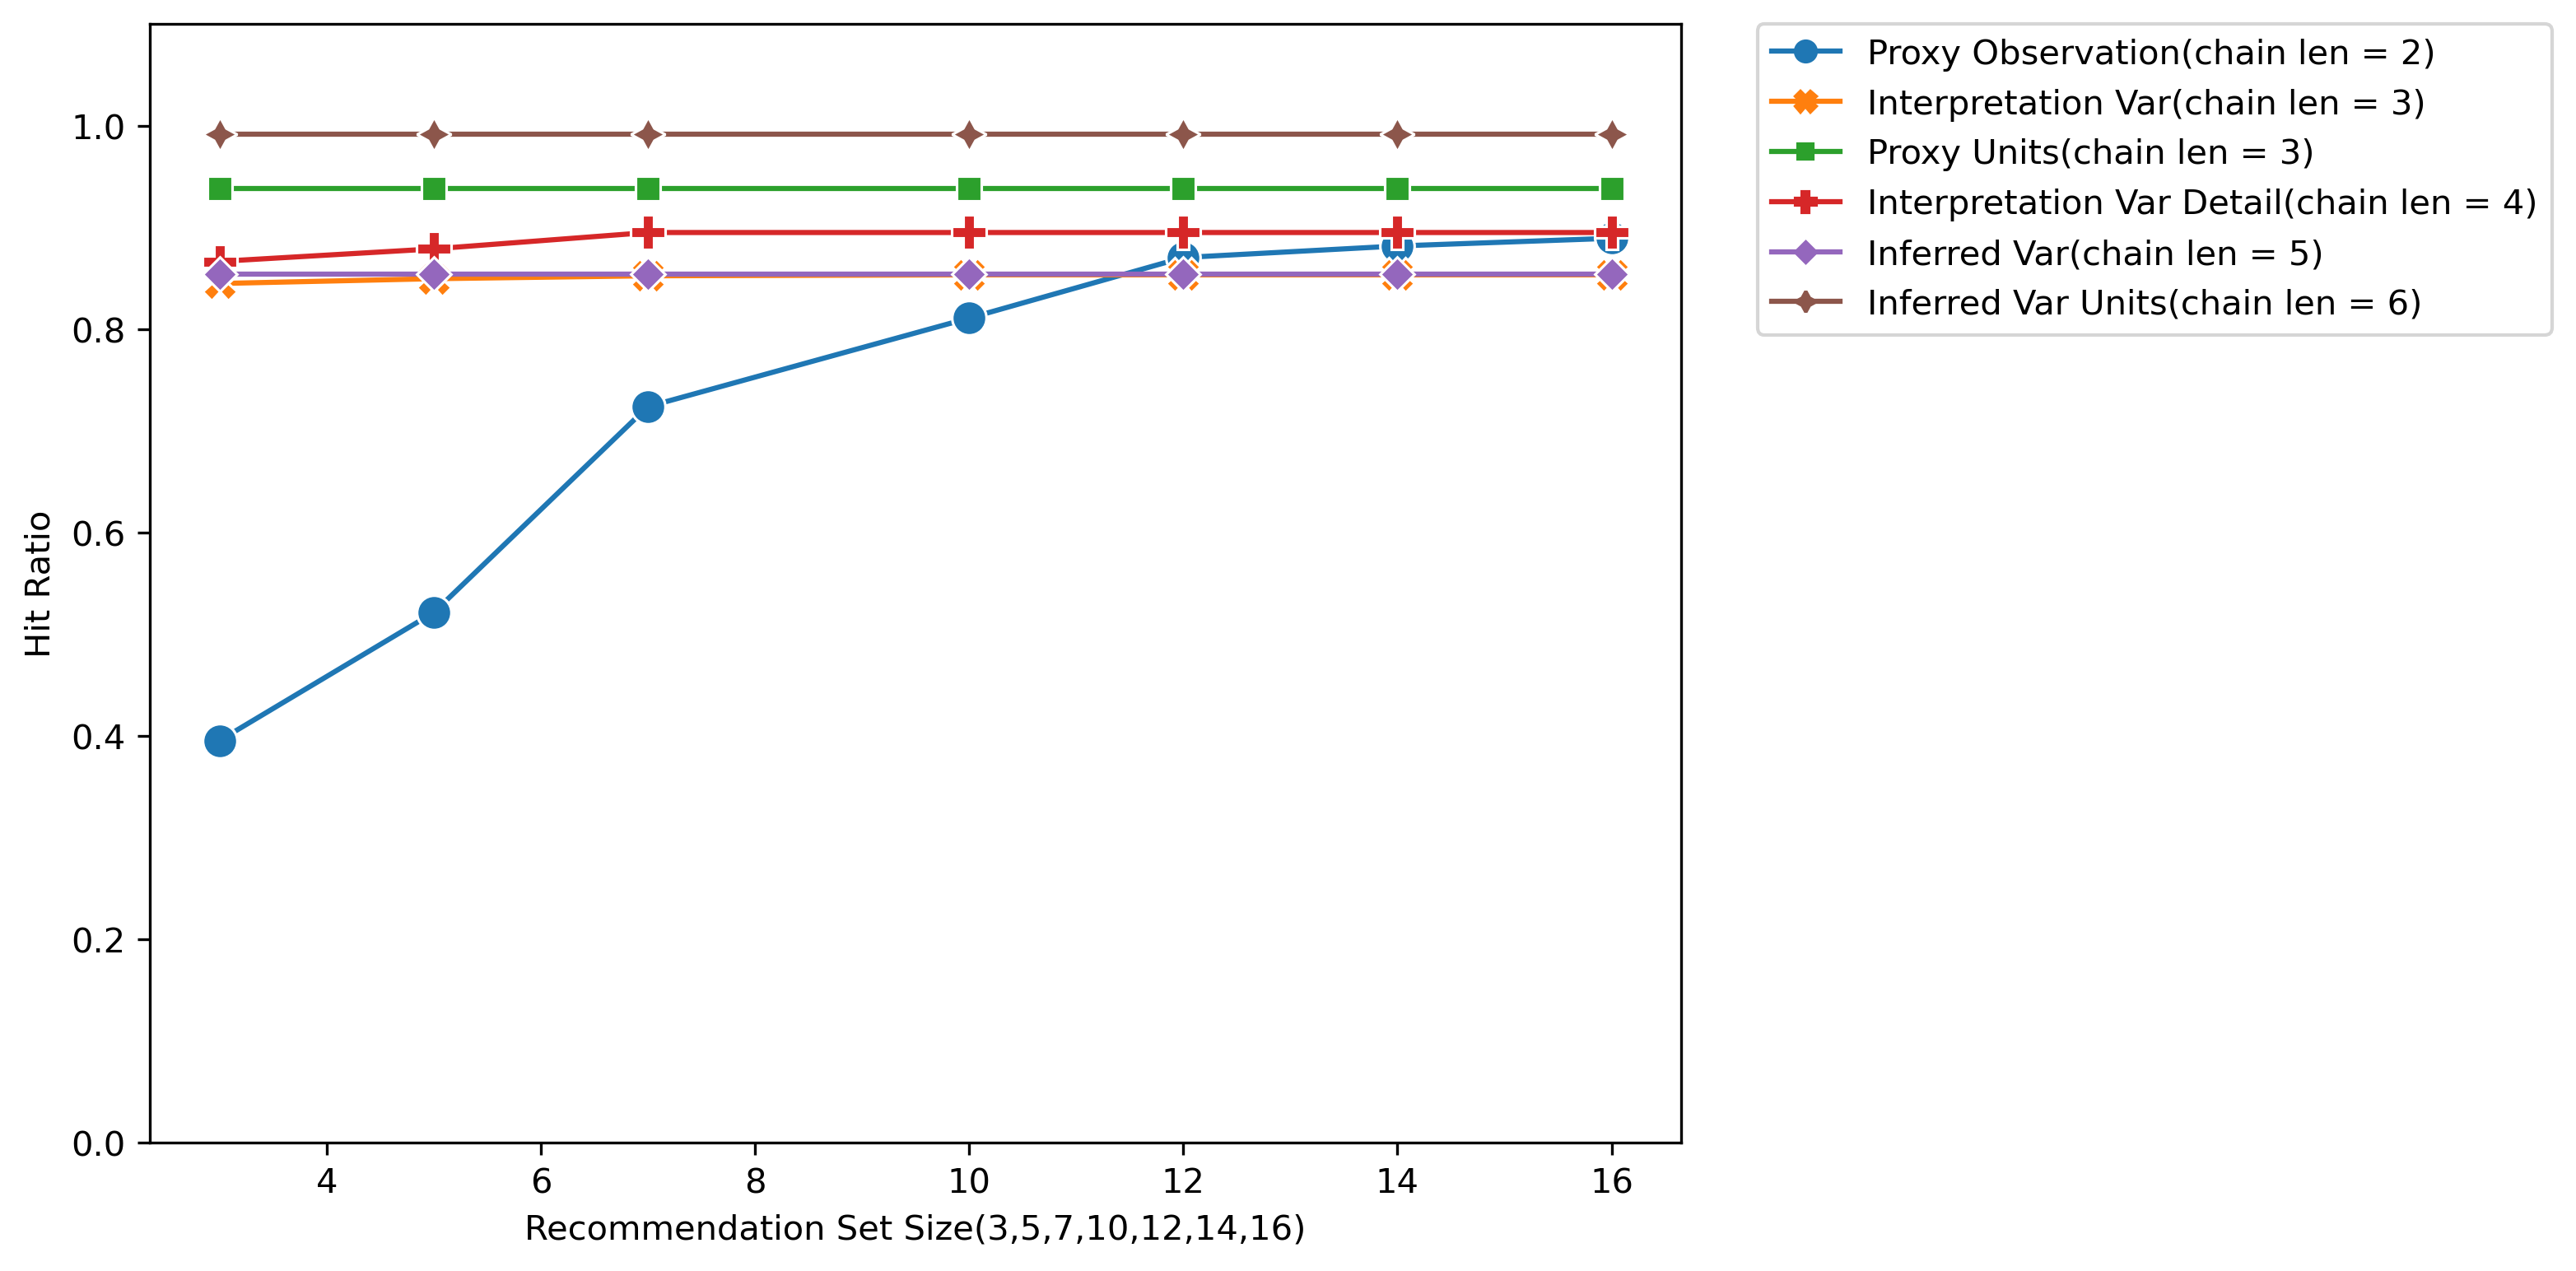 Proxy Observation(chain len = 2)
Interpretation Var(chain len = 3)
Proxy Units(chain len = 3)
Interpretation Var Detail(chain len = 4)
Inferred Var(chain len = 5)
Inferred Var Units(chain len = 6)
1.0
0.8
0.6
0.4
0.2
0.0
Hit Ratio
4 6 8 10 12 14 16
Recommendation Set Size(3,5,7,10,12,14,16)